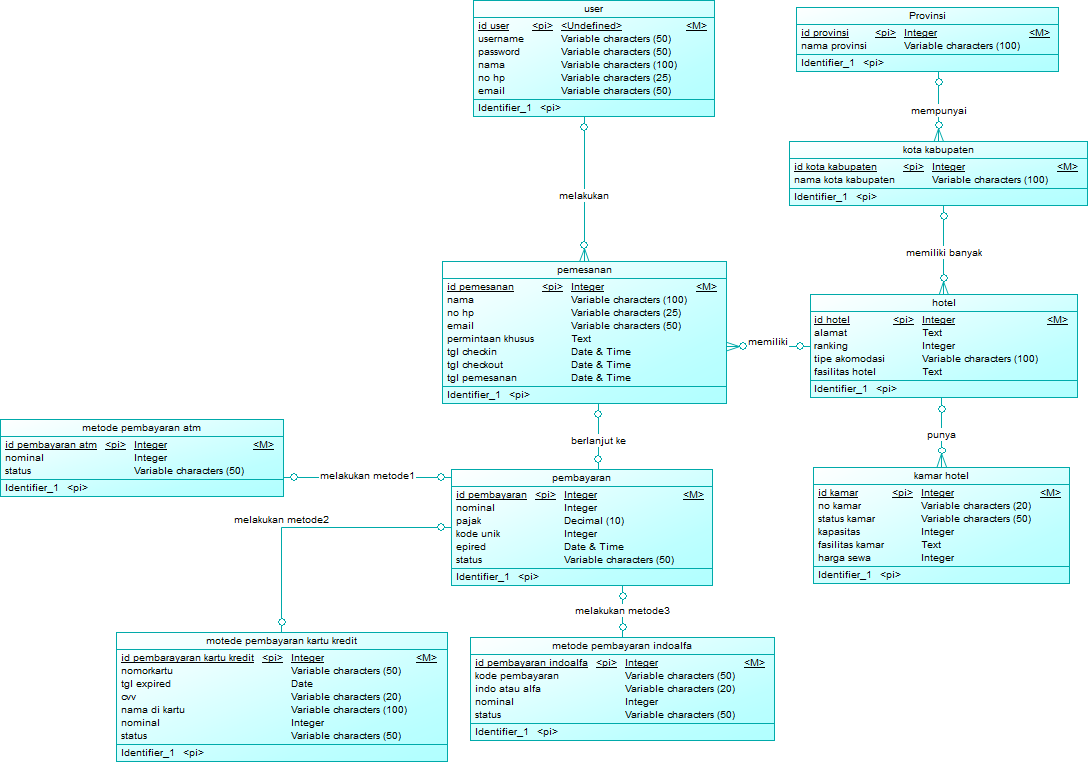 user
id user <pi> <Undefined> <M>
username Variable characters (50)
password Variable characters (50)
nama Variable characters (100)
no hp Variable characters (25)
email Variable characters (50)
Identifier_1 <pi>
Provinsi
id provinsi <pi> Integer <M>
nama provinsi Variable characters (100)
Identifier_1 <pi>
mempunyai
kota kabupaten
id kota kabupaten <pi> Integer <M>
nama kota kabupaten Variable characters (100)
Identifier_1 <pi>
melakukan
memiliki banyak
pemesanan
id pemesanan <pi> Integer <M>
nama Variable characters (100)
no hp Variable characters (25)
email Variable characters (50)
permintaan khusus Text
tgl checkin Date & Time
tgl checkout Date & Time
tgl pemesanan Date & Time
Identifier_1 <pi>
memiliki
hotel
id hotel <pi> Integer <M>
alamat Text
ranking Integer
tipe akomodasi Variable characters (100)
fasilitas hotel Text
Identifier_1 <pi>
berlanjut ke
punya
metode pembayaran atm
id pembayaran atm <pi> Integer <M>
nominal Integer
status Variable characters (50)
Identifier_1 <pi>
melakukan metode1
pembayaran
id pembayaran <pi> Integer <M>
nominal Integer
pajak Decimal (10)
kode unik Integer
epired Date & Time
status Variable characters (50)
Identifier_1 <pi>
kamar hotel
id kamar <pi> Integer <M>
no kamar Variable characters (20)
status kamar Variable characters (50)
kapasitas Integer
fasilitas kamar Text
harga sewa Integer
Identifier_1 <pi>
melakukan metode2
melakukan metode3
motede pembayaran kartu kredit
id pembarayaran kartu kredit <pi> Integer <M>
nomorkartu Variable characters (50)
tgl expired Date
cvv Variable characters (20)
nama di kartu Variable characters (100)
nominal Integer
status Variable characters (50)
Identifier_1 <pi>
metode pembayaran indoalfa
id pembayaran indoalfa <pi> Integer <M>
kode pembayaran Variable characters (50)
indo atau alfa Variable characters (20)
nominal Integer
status Variable characters (50)
Identifier_1 <pi>